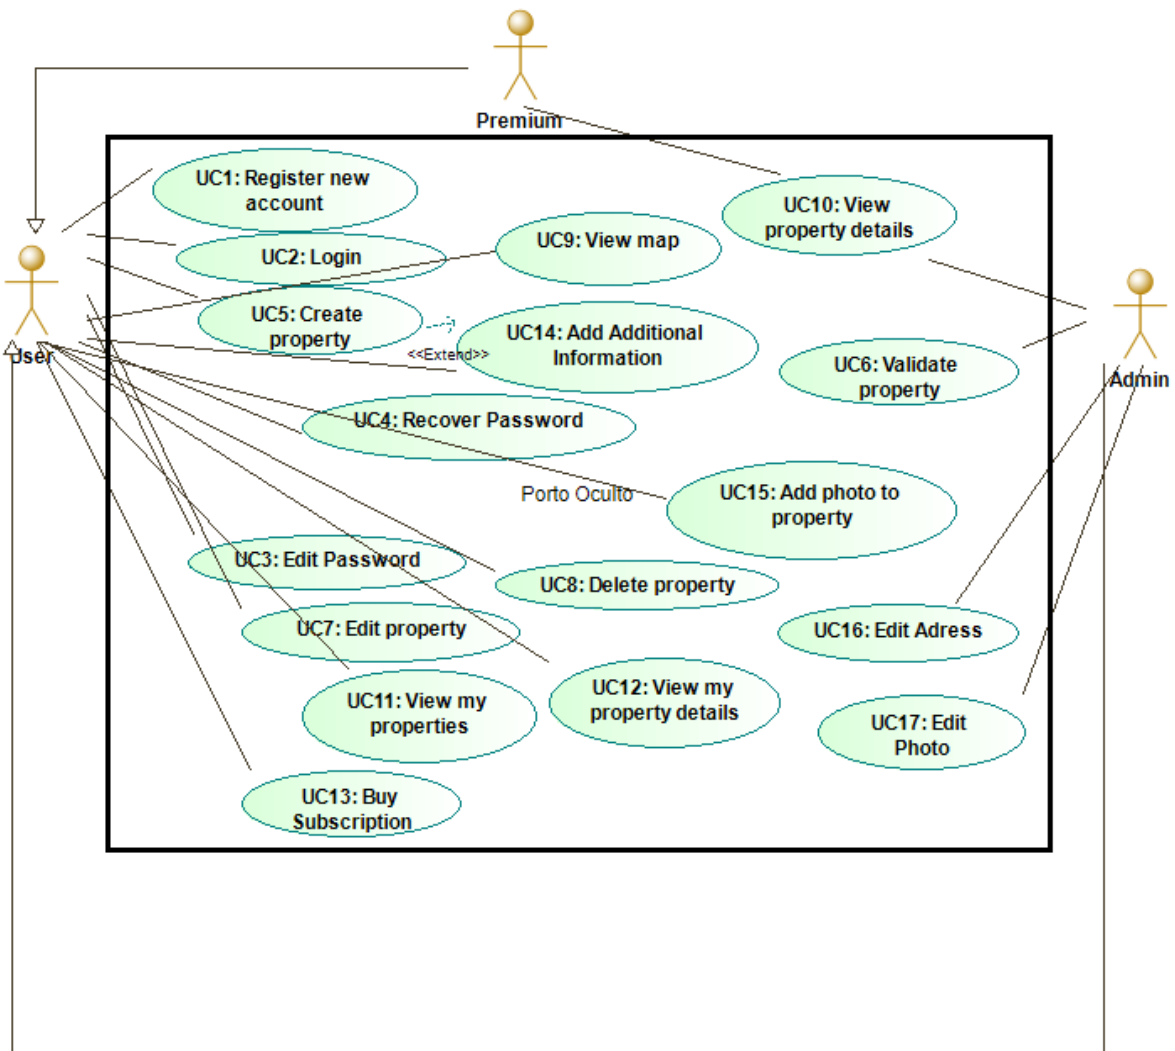 Premium
UC1: Register new
account
UC10: View
property details
UC9: View map
UC2: Login
UC5: Create
property
UC14: Add Additional
Information
<<Extend>>
User
UC6: Validate
property
Admin
UC4: Recover Password
Porto Oculto
UC15: Add photo to
property
UC3: Edit Password
UC8: Delete property
UC7: Edit property
UC16: Edit Adress
UC11: View my
properties
UC12: View my
property details
UC17: Edit
Photo
UC13: Buy
Subscription